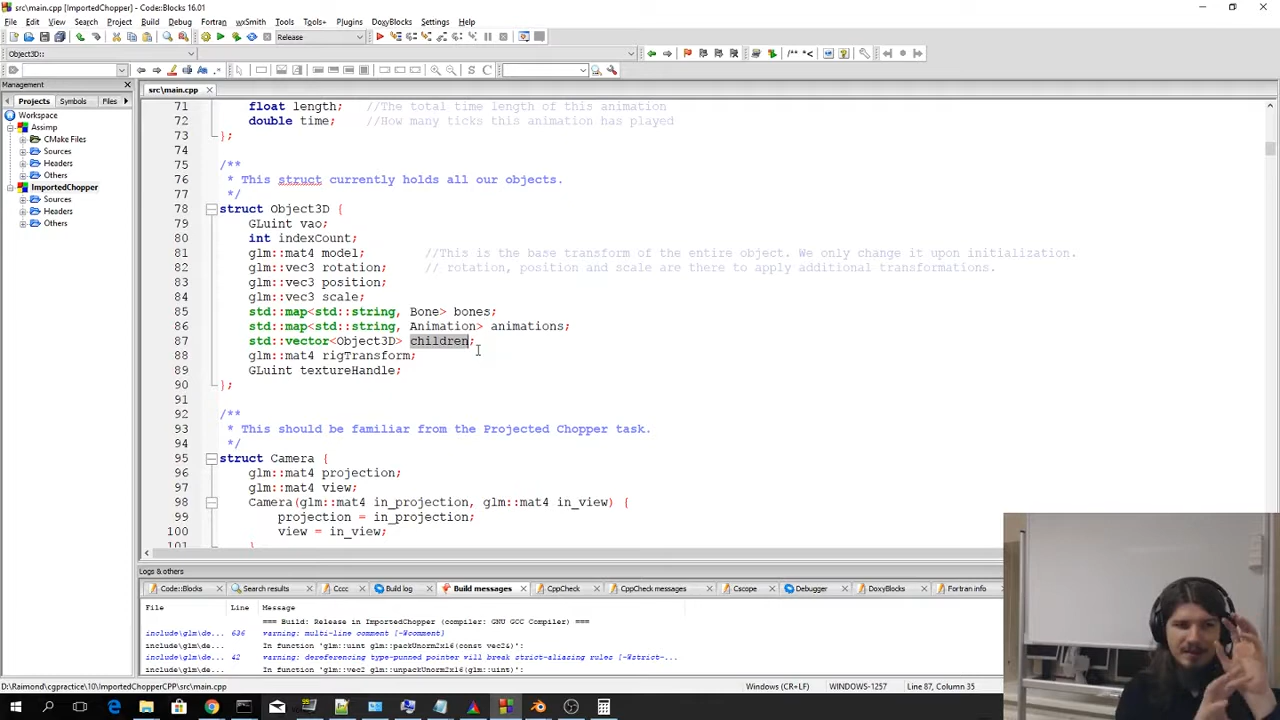 src\main.cpp [ImportedChopper] - Code::Blocks 16.01
File Edit View Search Project Build Debug Fortran wxSmith Tools Tools+ Plugins DoxyBlocks Settings Help
Release
/** *<
Object3D::
S C
Management
src\main.cpp
Projects Symbols Files
Workspace
Assimp
CMake Files
Sources
Headers
Others
ImportedChopper
Sources
Headers
Others
71 float length; //The total time length of this animation
72 double time; //How many ticks this animation has played
73 };
74
75 /**
76 * This struct currently holds all our objects.
77 */
78 struct Object3D {
79 GLuint vao;
80 int indexCount;
81 glm::mat4 model; //This is the base transform of the entire object. We only change it upon initialization.
82 glm::vec3 rotation; // rotation, position and scale are there to apply additional transformations.
83 glm::vec3 position;
84 glm::vec3 scale;
85 std::map<std::string, Bone> bones;
86 std::map<std::string, Animation> animations;
87 std::vector<Object3D> children;
88 glm::mat4 rigTransform;
89 GLuint textureHandle;
90 };
91
92 /**
93 * This should be familiar from the Projected Chopper task.
94 */
95 struct Camera {
96 glm::mat4 projection;
97 glm::mat4 view;
98 Camera(glm::mat4 in_projection, glm::mat4 in_view) {
99 projection = in_projection;
100 view = in_view;
101 }
Logs & others
Code::Blocks Search results Cccc Build log Build messages CppCheck CppCheck messages Cscope Debugger DoxyBlocks Fortran info
File Line Message
=== Build: Release in ImportedChopper (compiler: GNU GCC Compiler) ===
include\glm\de... 636 warning: multi-line comment [-Wcomment]
include\glm\de... In function 'glm::uint glm::packUnorm2x16(const vec2&)':
include\glm\de... 42 warning: dereferencing type-punned pointer will break strict-aliasing rules [-Wstrict-...
include\glm\de... In function 'glm::vec2 glm::unpackUnorm2x16(glm::uint)':
D:\Raimond\cgpractice\10\ImportedChopperCPP\src\main.cpp Windows (CR+LF) WINDOWS-1257 Line 87, Column 35